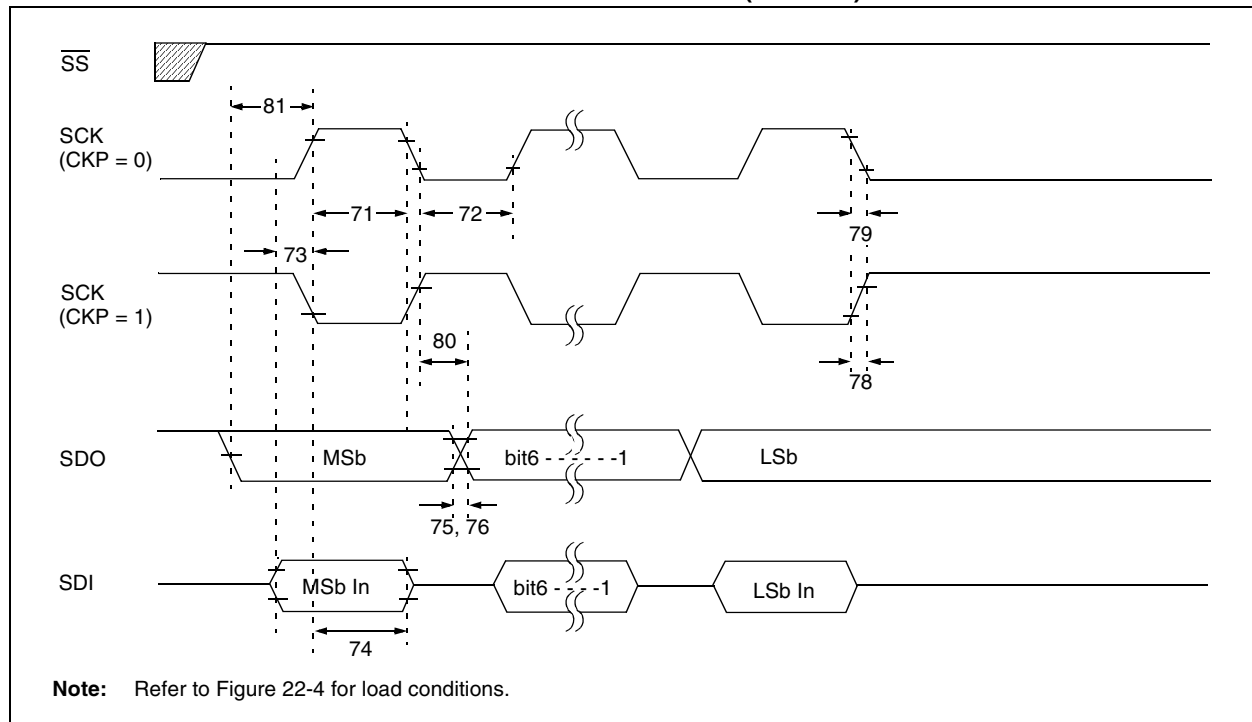 SS
81
SCK
(CKP = 0)
71
72
79
73
SCK
(CKP = 1)
80
78
SDO
MSb
bit6 - - - - - -1
LSb
75, 76
SDI
MSb In
bit6 - - - -1
LSb In
74
Note: Refer to Figure 22-4 for load conditions.